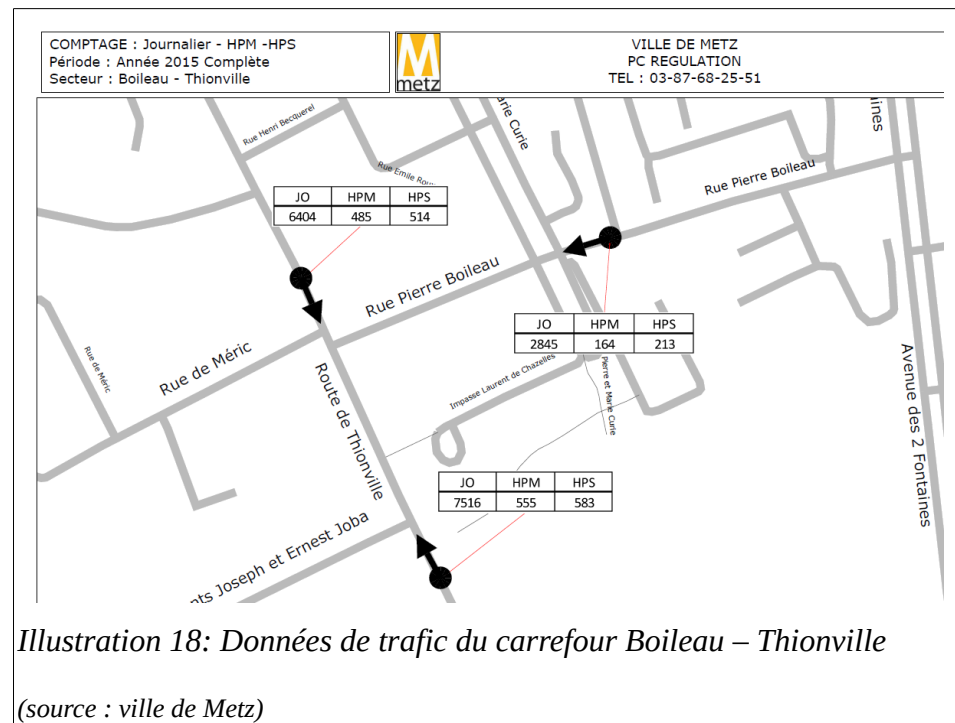 COMPTAGE : Journalier - HPM -HPS
Période : Année 2015 Complète
Secteur : Boileau - Thionville
metz
VILLE DE METZ
PC REGULATION
TEL : 03-87-68-25-51
Rue Henri Becquerel
Marie Curie
Rue Emile
Rue Pierre Boileau
JO HPM HPS
6404 485 514
Rue Pierre Boileau
JO HPM HPS
2845 164 213
Rue de Méric
Rue de Méric
Route de Thionville
Impasse Laurent de Chazelles
Pierre et Marie Curie
Avenue des 2 Fontaines
JO HPM HPS
7516 555 583
Joseph et Ernest Joba
Illustration 18: Données de trafic du carrefour Boileau – Thionville
(source : ville de Metz)